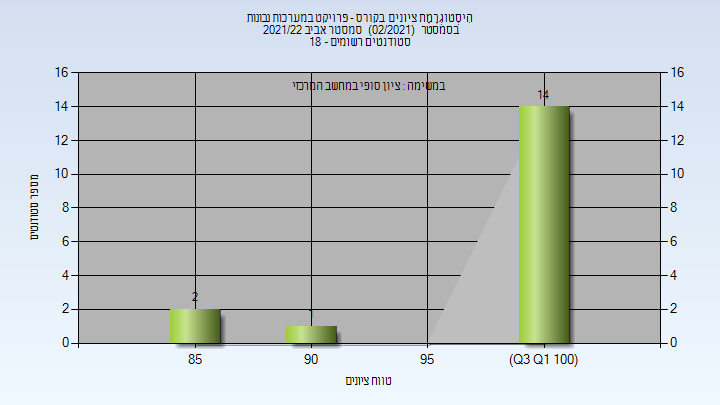 היסטוגרמת ציונים בקורס - פרויקט במערכות נבונות
בסמסטר (02/2021) סמסטר אביב 2021/22
סטודנטים רשומים - 18
במשימה : ציון סופי במחשב המרכזי
16 16
14 14
12 12
10 10
8 8
6 6
4 4
2 2
0 0
2
1
14
מספר סטודנטים
85 90 95 (Q3 Q1 100)
טווח ציונים